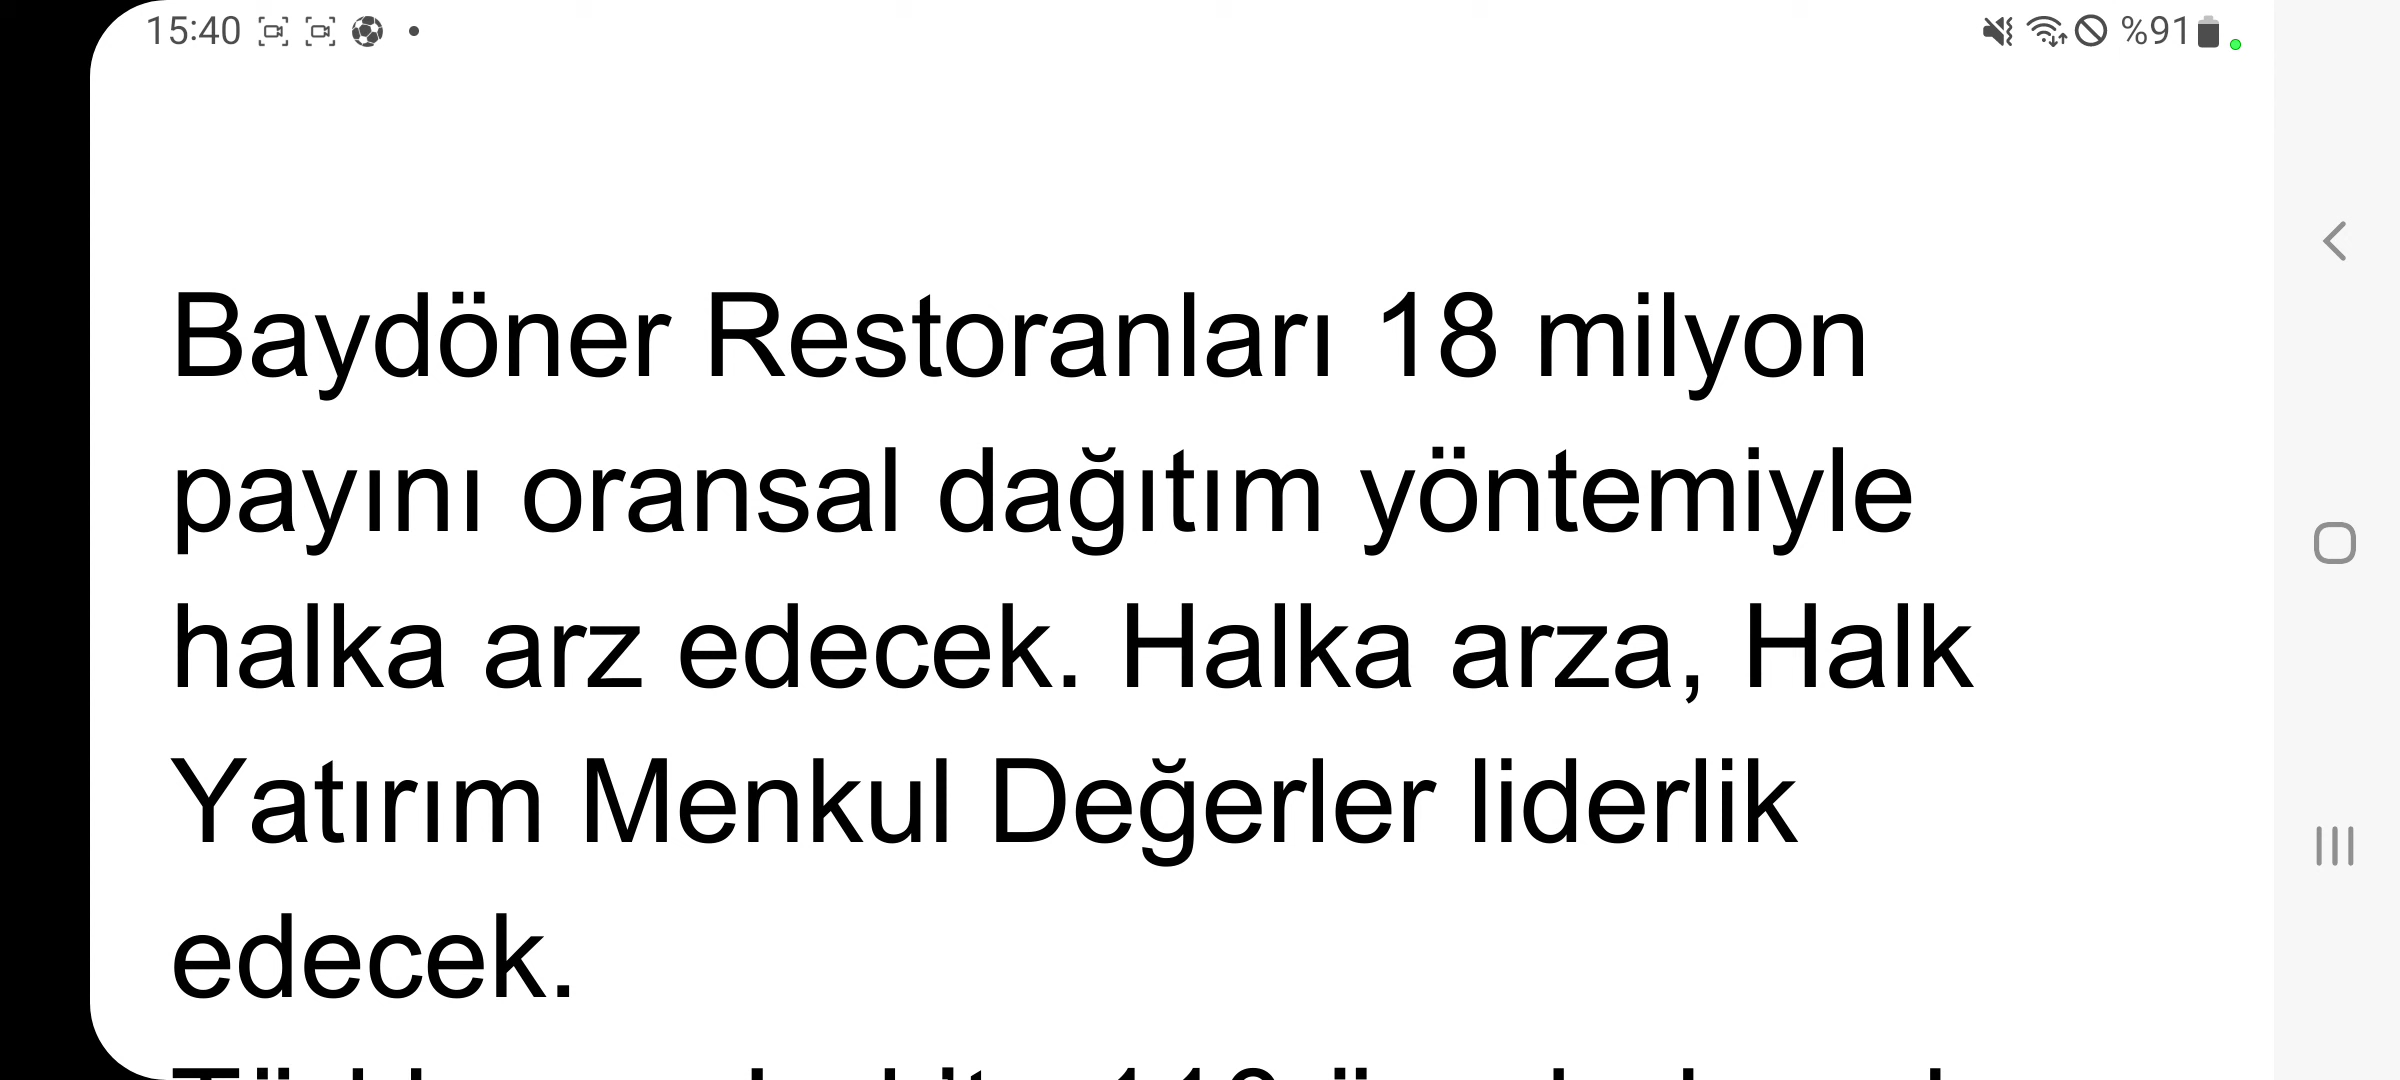 15:40
%91
Baydöner Restoranları 18 milyon
payını oransal dağıtım yöntemiyle
halka arz edecek. Halka arza, Halk
Yatırım Menkul Değerler liderlik
edecek.